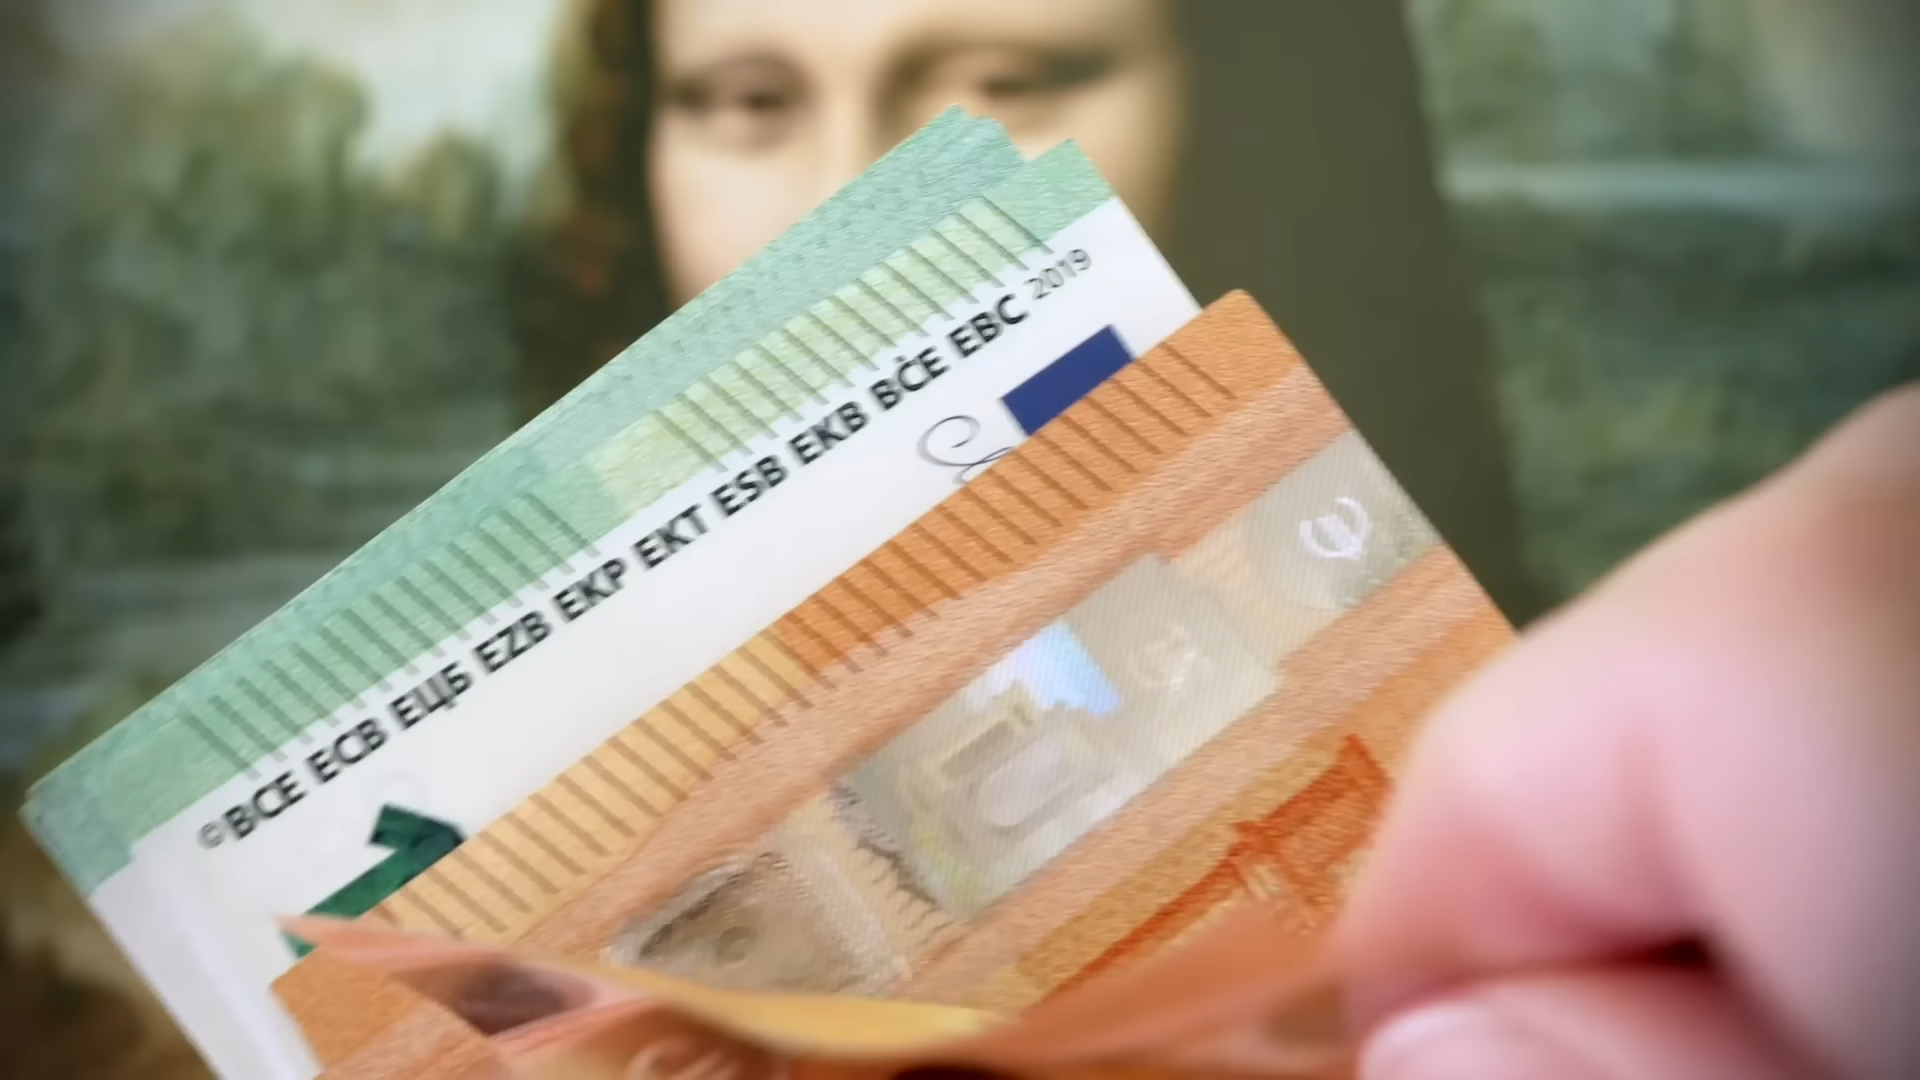 ©BCE ECB ЕЦБ EZB EKP EKT ESB EKB BĊE EBC 2019